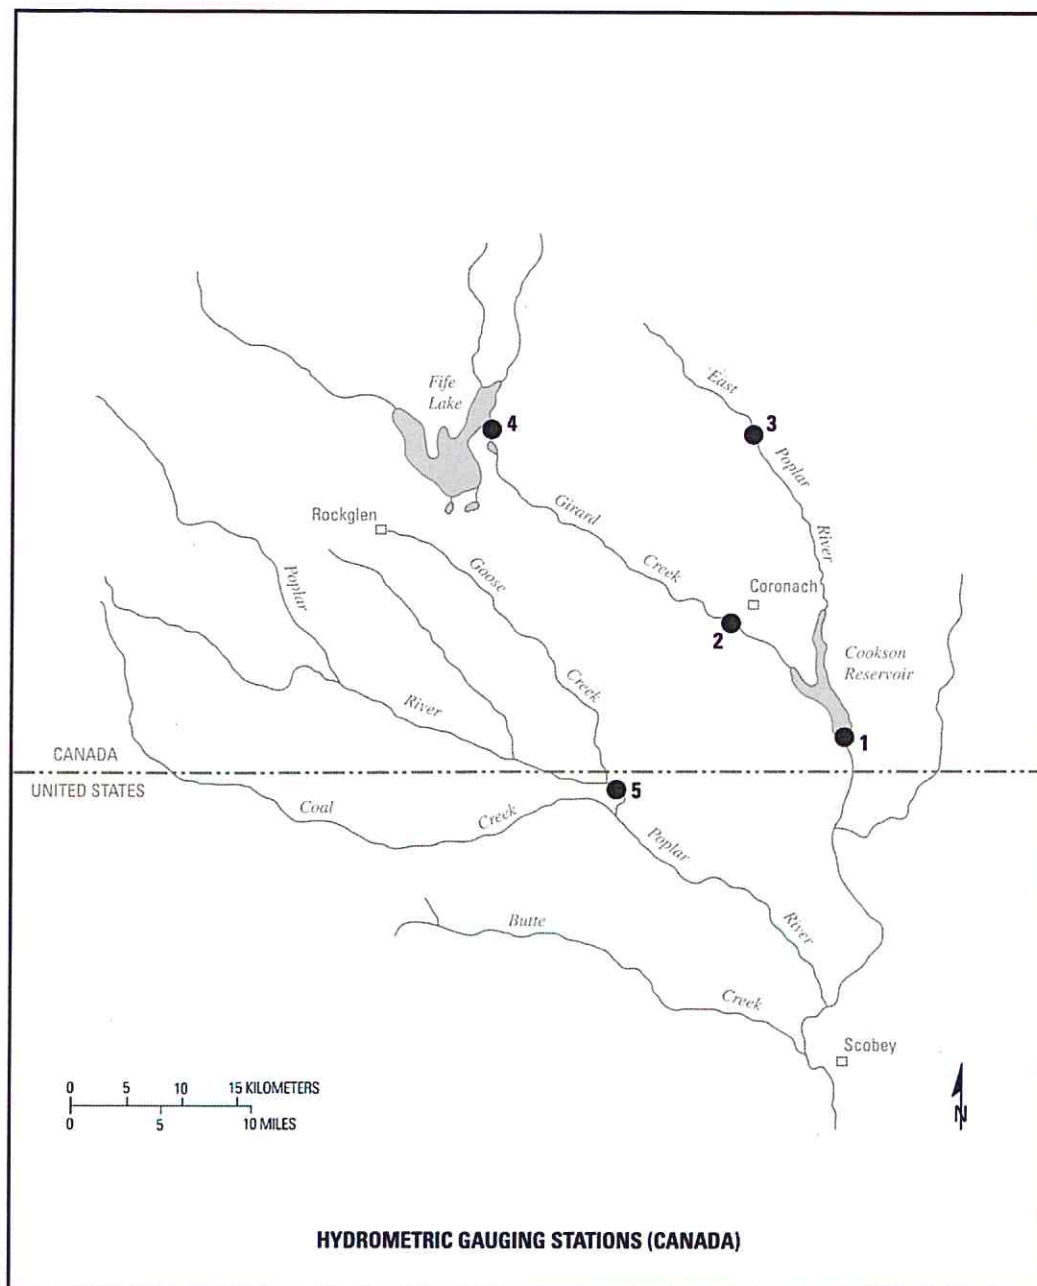 Fife
Lake
4
East
3
Poplar
River
Rockglen
Girard
Creek
Goose
Creek
Coronach
2
Poplar
River
Cookson
Reservoir
1
CANADA
UNITED STATES
5
Coal
Creek
Poplar
River
Butte
Creek
Scobey
0 5 10 15 KILOMETERS
0 5 10 MILES
N
HYDROMETRIC GAUGING STATIONS (CANADA)